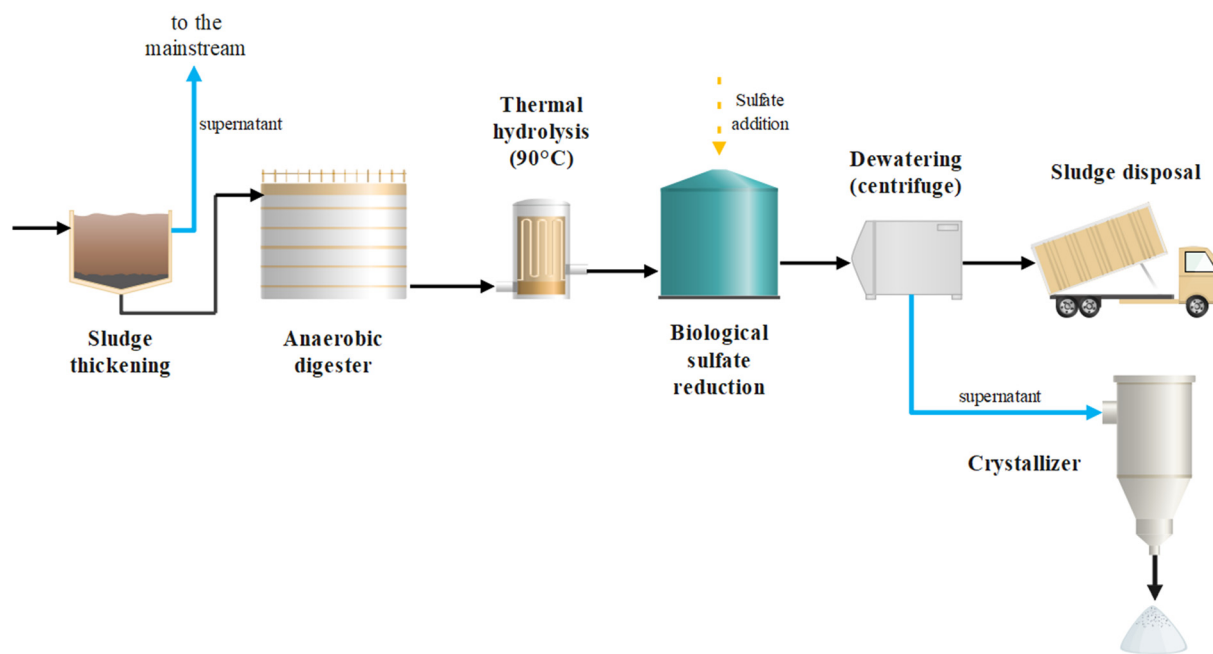 to the
mainstream
supernatant
Thermal
hydrolysis
(90°C)
Sulfate
addition
Dewatering
(centrifuge)
Sludge disposal
Sludge
thickening
Anaerobic
digester
Biological
sulfate
reduction
supernatant
Crystallizer